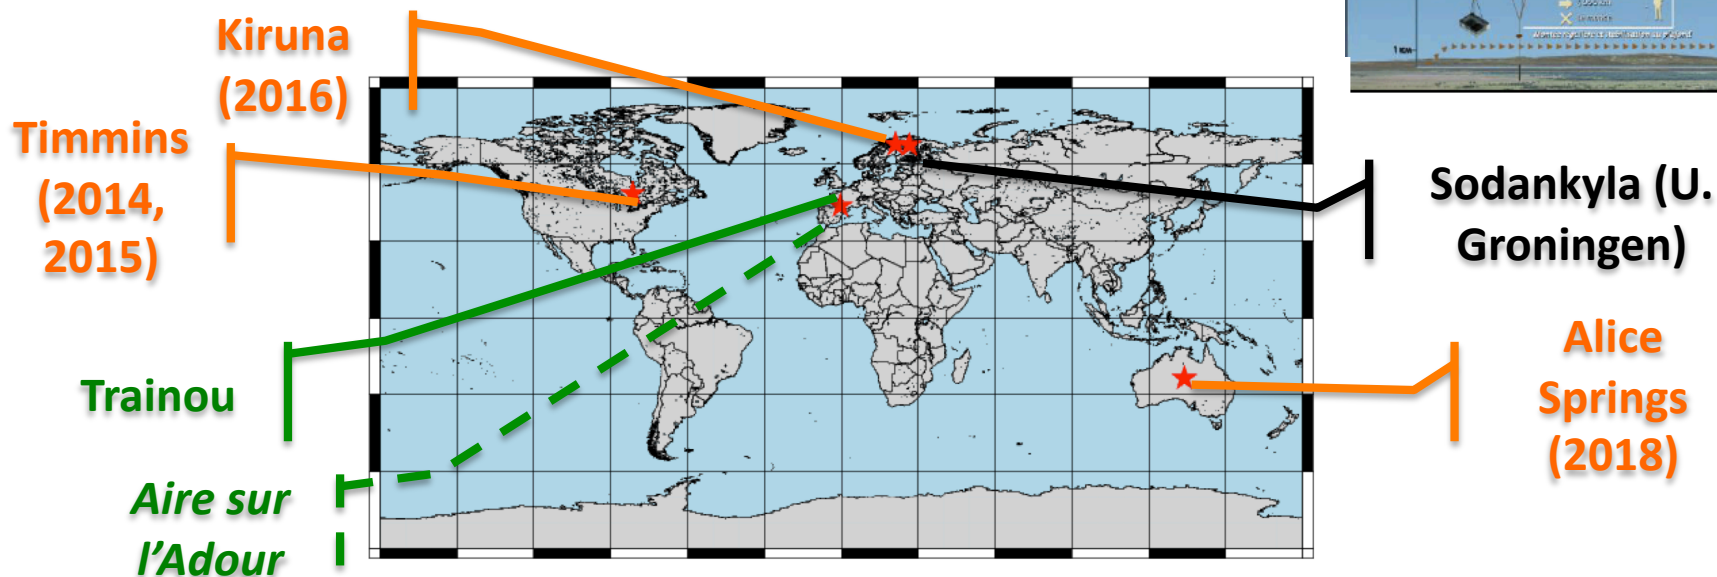 Kiruna
(2016)
Timmins
(2014,
2015)
Sodankyla (U.
Groningen)
Alice
Springs
(2018)
Trainou
Aire sur
l’Adour